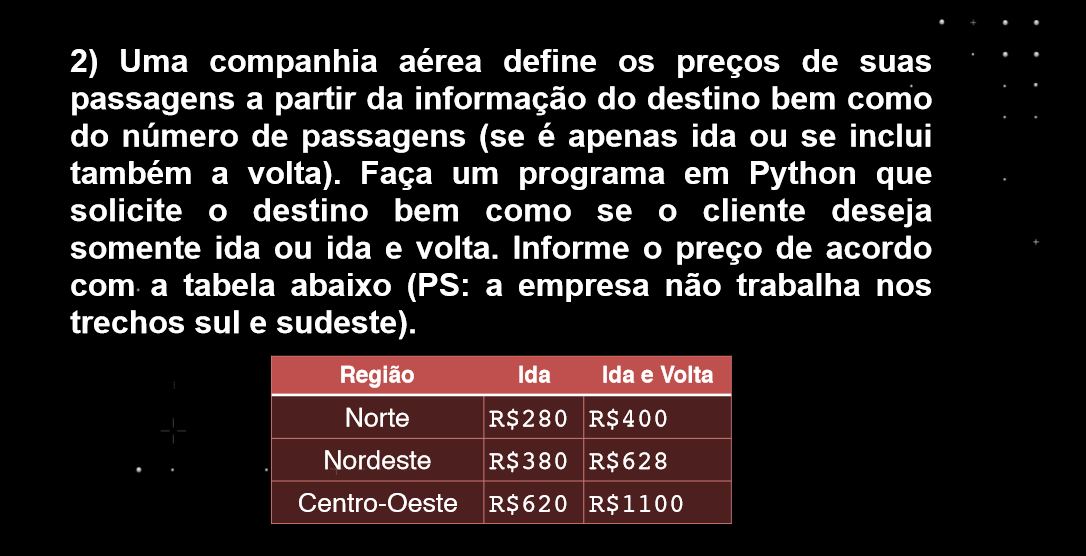 2) Uma companhia aérea define os preços de suas
passagens a partir da informação do destino bem como
do número de passagens (se é apenas ida ou se inclui
também a volta). Faça um programa em Python que
solicite o destino bem como se o cliente deseja
somente ida ou ida e volta. Informe o preço de acordo
com a tabela abaixo (PS: a empresa não trabalha nos
trechos sul e sudeste).
Região Ida Ida e Volta
Norte R$280 R$400
Nordeste R$380 R$628
Centro-Oeste R$620 R$1100